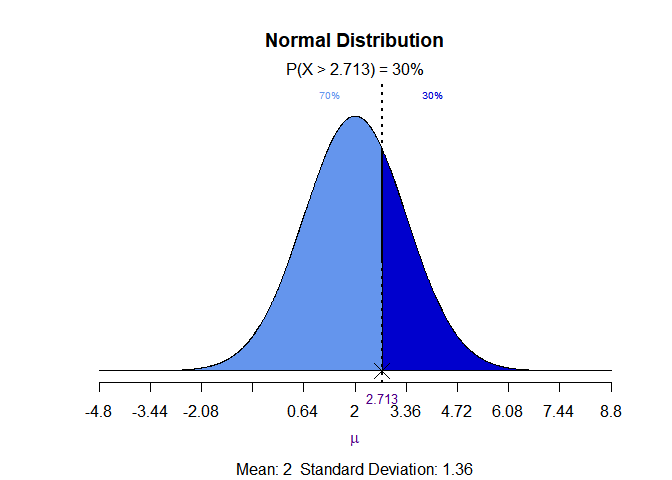 Normal Distribution
P(X > 2.713) = 30%
70% 30%
2.713
-4.8 -3.44 -2.08 0.64 2 3.36 4.72 6.08 7.44 8.8
μ
Mean: 2 Standard Deviation: 1.36